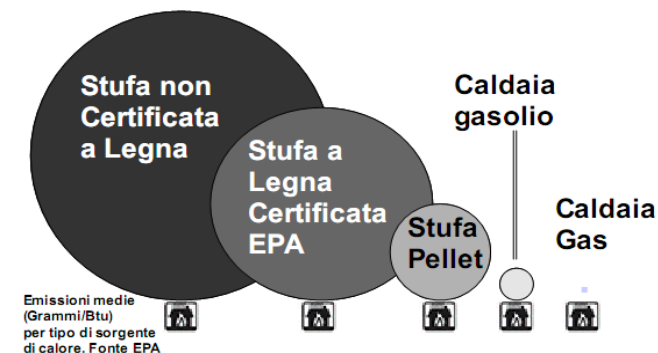 Stufa non
Certificata
a Legna
Stufa a
Legna
Certificata
EPA
Stufa
Pellet
Caldaia
gasolio
Caldaia
Gas
Emissioni medie
(Grammi/Btu)
per tipo di sorgente
di calore. Fonte EPA